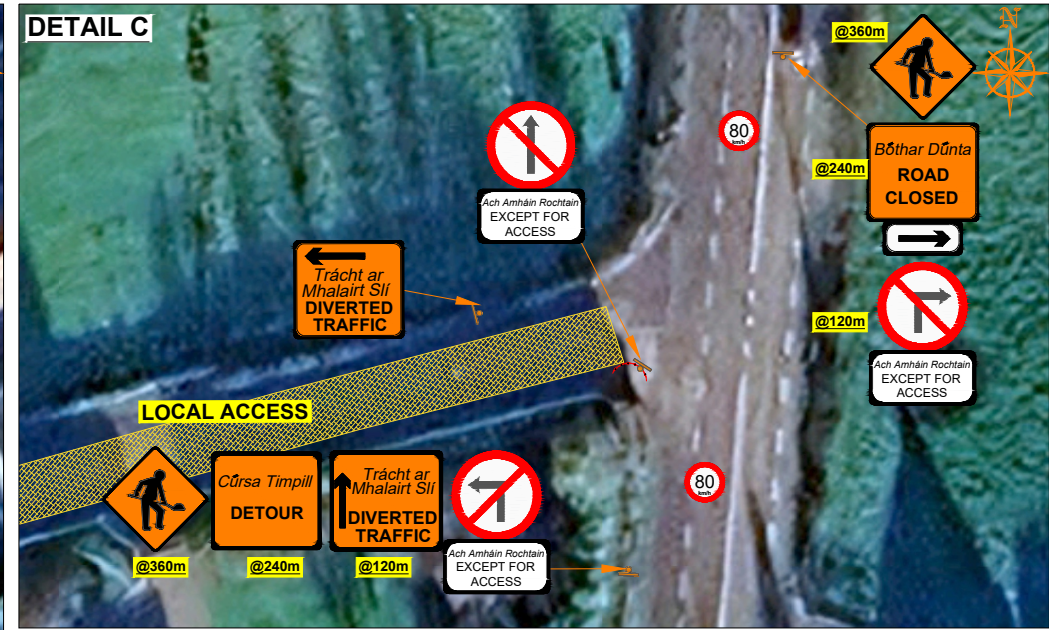 DETAIL C
N
@360m
80
km/h
Bóthar Dúnta
ROAD
CLOSED
@240m
Ach Amháin Rochtain
EXCEPT FOR
ACCESS
Trácht ar
Mhalairt Slí
DIVERTED
TRAFFIC
@120m
Ach Amháin Rochtain
EXCEPT FOR
ACCESS
LOCAL ACCESS
Cúrsa Timpill
DETOUR
Trácht ar
Mhalairt Slí
DIVERTED
TRAFFIC
80
km/h
Ach Amháin Rochtain
EXCEPT FOR
ACCESS
@360m
@240m
@120m